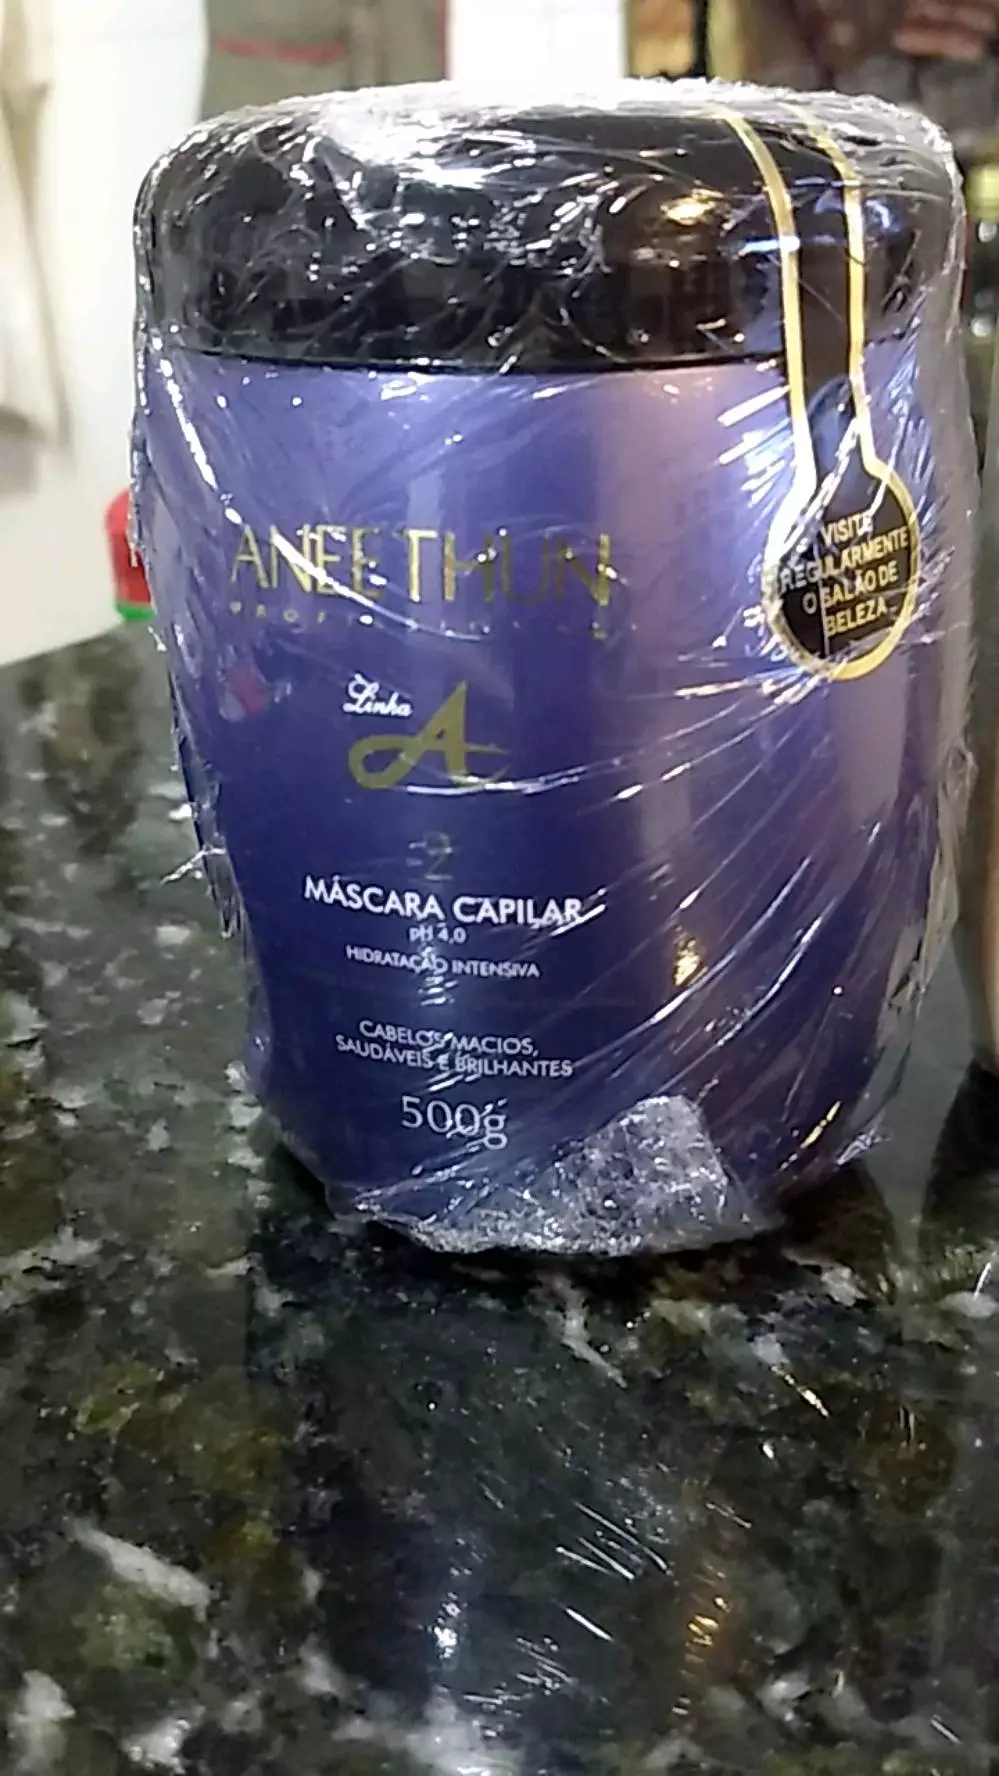 ANEETHUN
PROFISSIONAL
Linha
A
2
MÁSCARA CAPILAR
pH 4,0
HIDRATAÇÃO INTENSIVA
CABELOS MACIOS,
SAUDÁVEIS E BRILHANTES
500g
VISITE
REGULARMENTE
O SALÃO DE
BELEZA